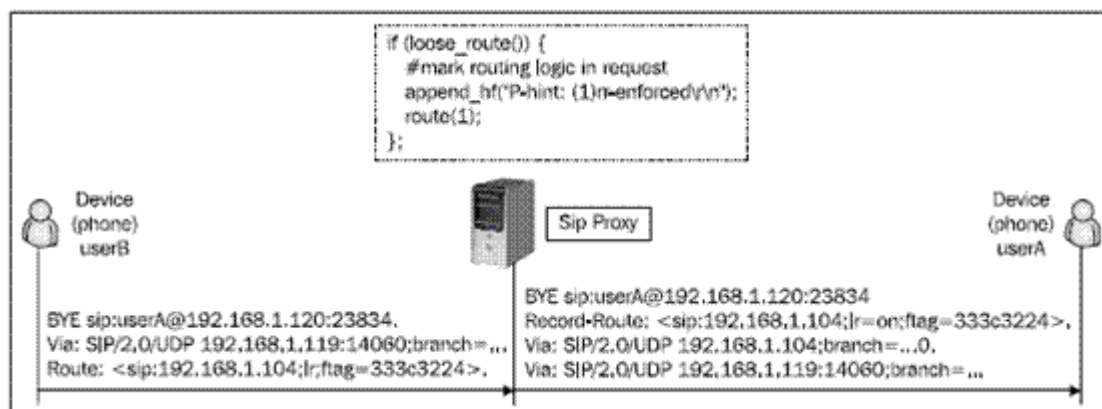 if (loose_route()) {
#mark routing logic in request
append_hf("P-hint: (1)n-enforced\r\n");
route(1);
};
Device
(phone)
userB
Sip Proxy
Device
(phone)
userA
BYE sip:userA@192.168.1.120:23834.
Via: SIP/2.0/UDP 192.168.1.119:14060;branch=...
Route: <sip:192.168.1.104;lr;ftag=333c3224>.
BYE sip:userA@192.168.1.120:23834
Record-Route: <sip:192.168.1.104;lr=on;ftag=333c3224>.
Via: SIP/2.0/UDP 192.168.1.104;branch=...0.
Via: SIP/2.0/UDP 192.168.1.119:14060;branch=...